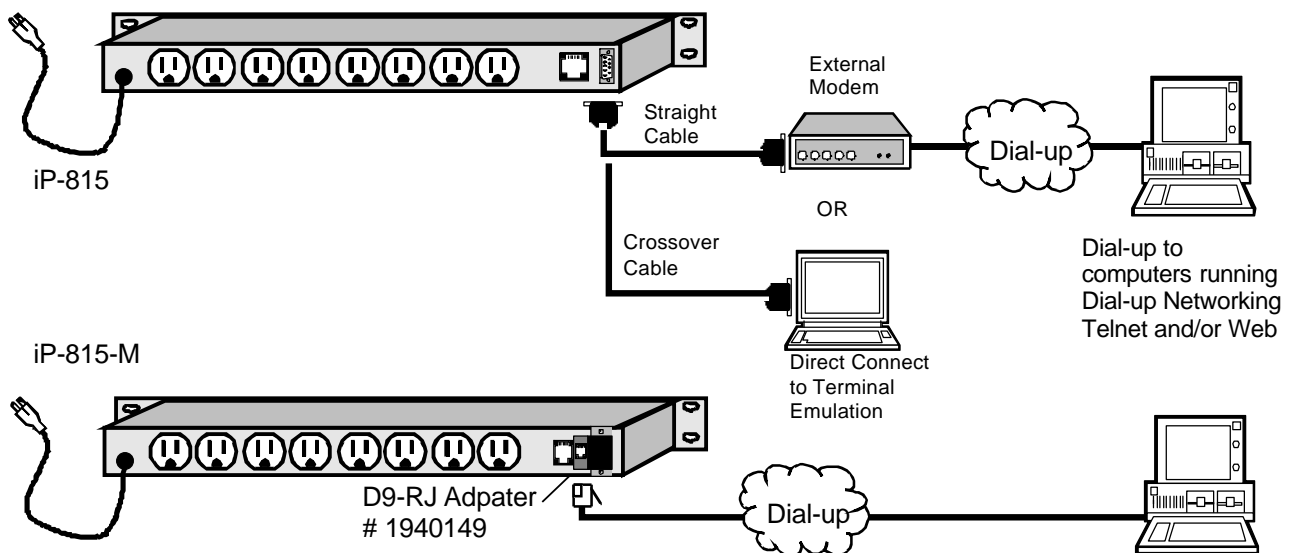 External
Modem
Straight
Cable
Dial-up
iP-815
OR
Crossover
Cable
Dial-up to
computers running
Dial-up Networking
Telnet and/or Web
iP-815-M
Direct Connect
to Terminal
Emulation
D9-RJ Adpater
# 1940149
Dial-up